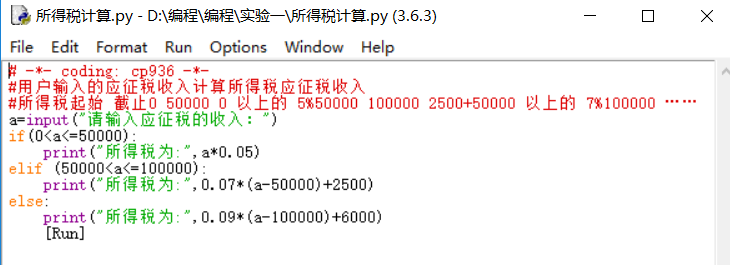 所得税计算.py - D:\编程\编程\实验一\所得税计算.py (3.6.3)
File Edit Format Run Options Window Help
# -*- coding: cp936 -*-
#用户输入的应征税收入计算所得税应征税收入
#所得税起始 截止0 50000 0 以上的 5%50000 100000 2500+50000 以上的 7%100000 ……
a=input("请输入应征税的收入: ")
if(0<a<=50000):
    print("所得税为:",a*0.05)
elif (50000<a<=100000):
    print("所得税为:",0.07*(a-50000)+2500)
else:
    print("所得税为:",0.09*(a-100000)+6000)
    [Run]